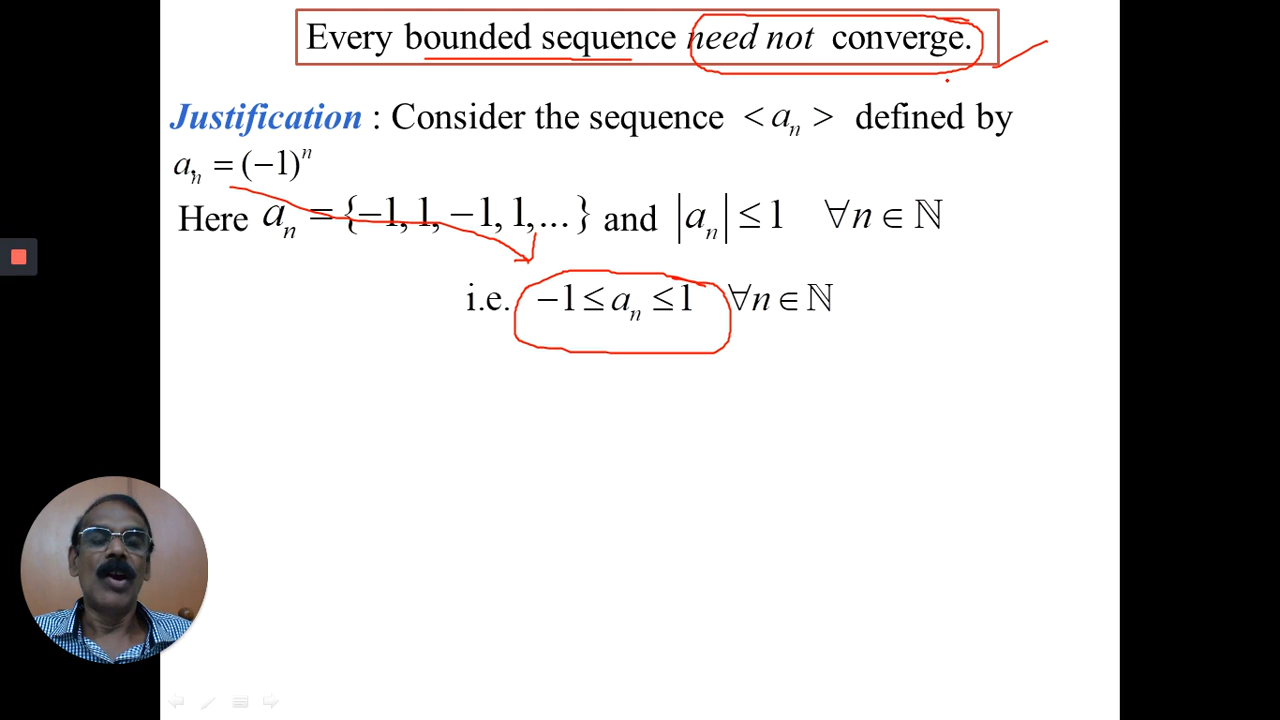 Every bounded sequence need not converge.
Justification : Consider the sequence < aₙ > defined by
aₙ = (−1)ⁿ
Here aₙ = {−1, 1, −1, 1, ... } and |aₙ| ≤ 1 ∀n ∈ ℕ
i.e. −1 ≤ aₙ ≤ 1 ∀n ∈ ℕ